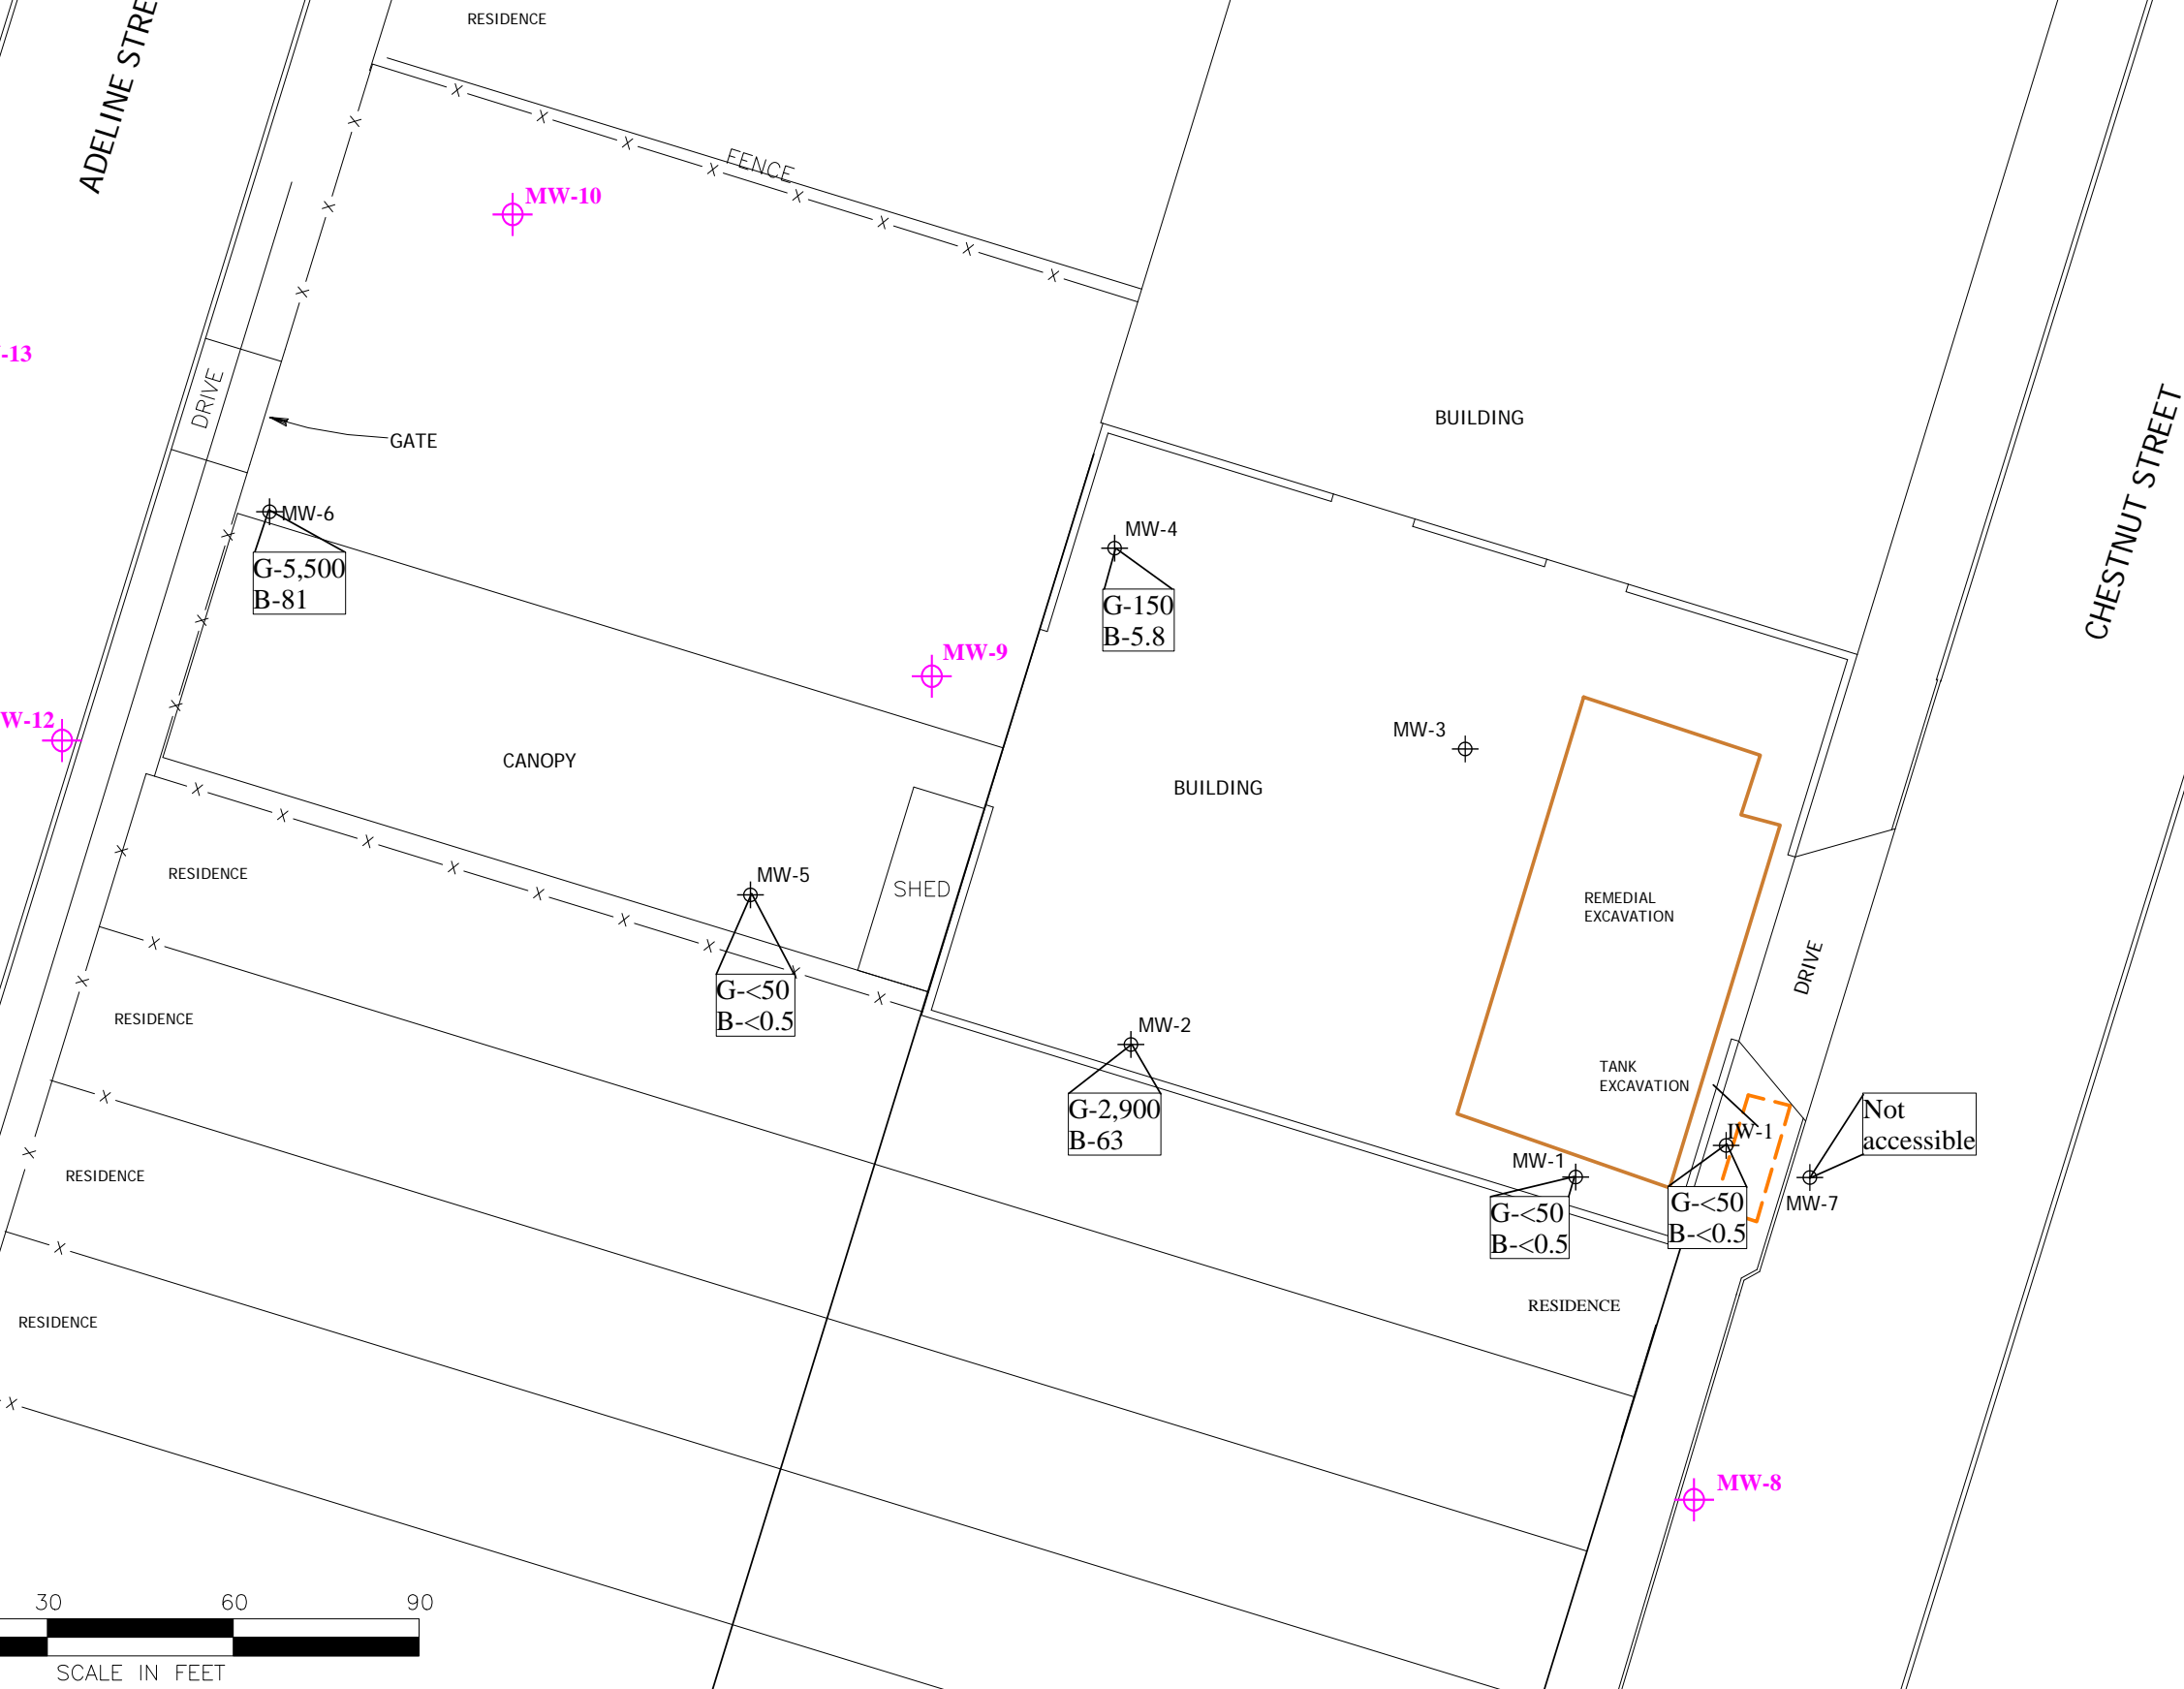 RESIDENCE
ADELINE STRE
FENCE
MW-10
-13
DRIVE
GATE
BUILDING
CHESTNUT STREET
MW-6
G-5,500
B-81
MW-4
G-150
B-5.8
MW-9
W-12
CANOPY
MW-3
BUILDING
RESIDENCE
MW-5
SHED
REMEDIAL
EXCAVATION
DRIVE
G-<50
B-<0.5
RESIDENCE
MW-2
G-2,900
B-63
TANK
EXCAVATION
IW-1
Not
accessible
MW-1
G-<50
B-<0.5
G-<50
B-<0.5
MW-7
RESIDENCE
RESIDENCE
RESIDENCE
MW-8
30 60 90
SCALE IN FEET